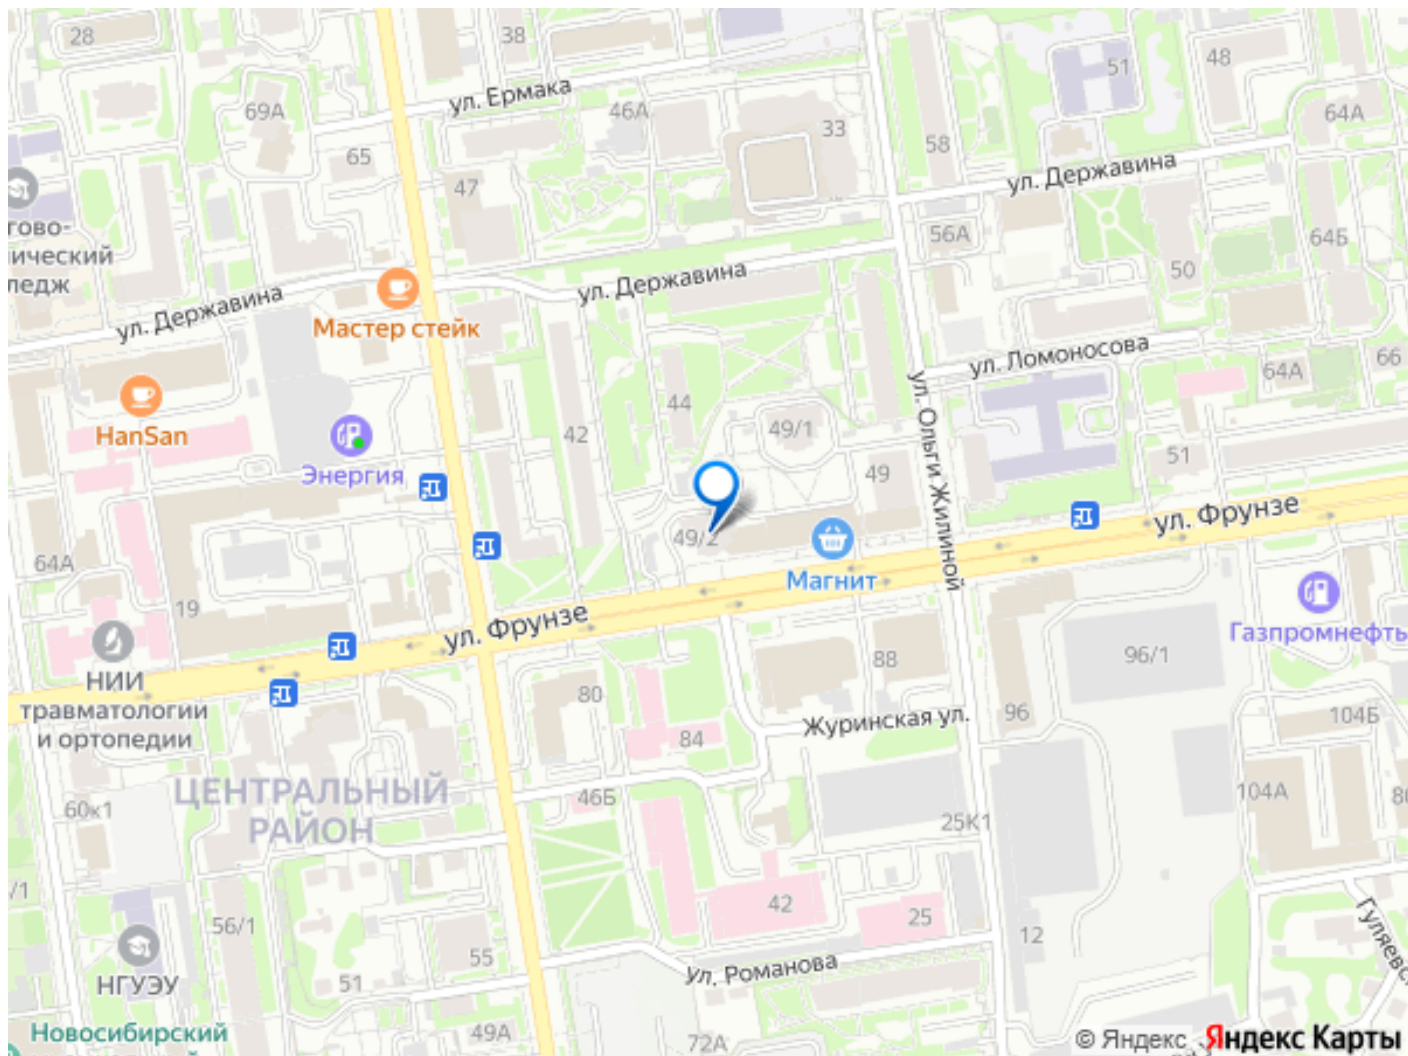 28
38
ул. Ермака
69А
46А
33
65
47
58
51
48
64А
ул. Державина
гово-
ический
ледж
56А
64Б
50
ул. Державина
ул. Державина
Мастер стейк
ул. Ломоносова
64А
66
HanSan
44
42
49/1
ул. Ольги Жилиной
49
51
Энергия
49/2
Магнит
ул. Фрунзе
64А
19
ул. Фрунзе
Газпромнефть
НИИ
травматологии
и ортопедии
80
88
96/1
84
Журинская ул.
96
104Б
ЦЕНТРАЛЬНЫЙ
РАЙОН
60к1
46Б
25К1
104А
/1
56/1
42
25
12
НГУЭУ
55
51
ул. Романова
Новосибирский
49А
72А
© Яндекс
Яндекс Карты